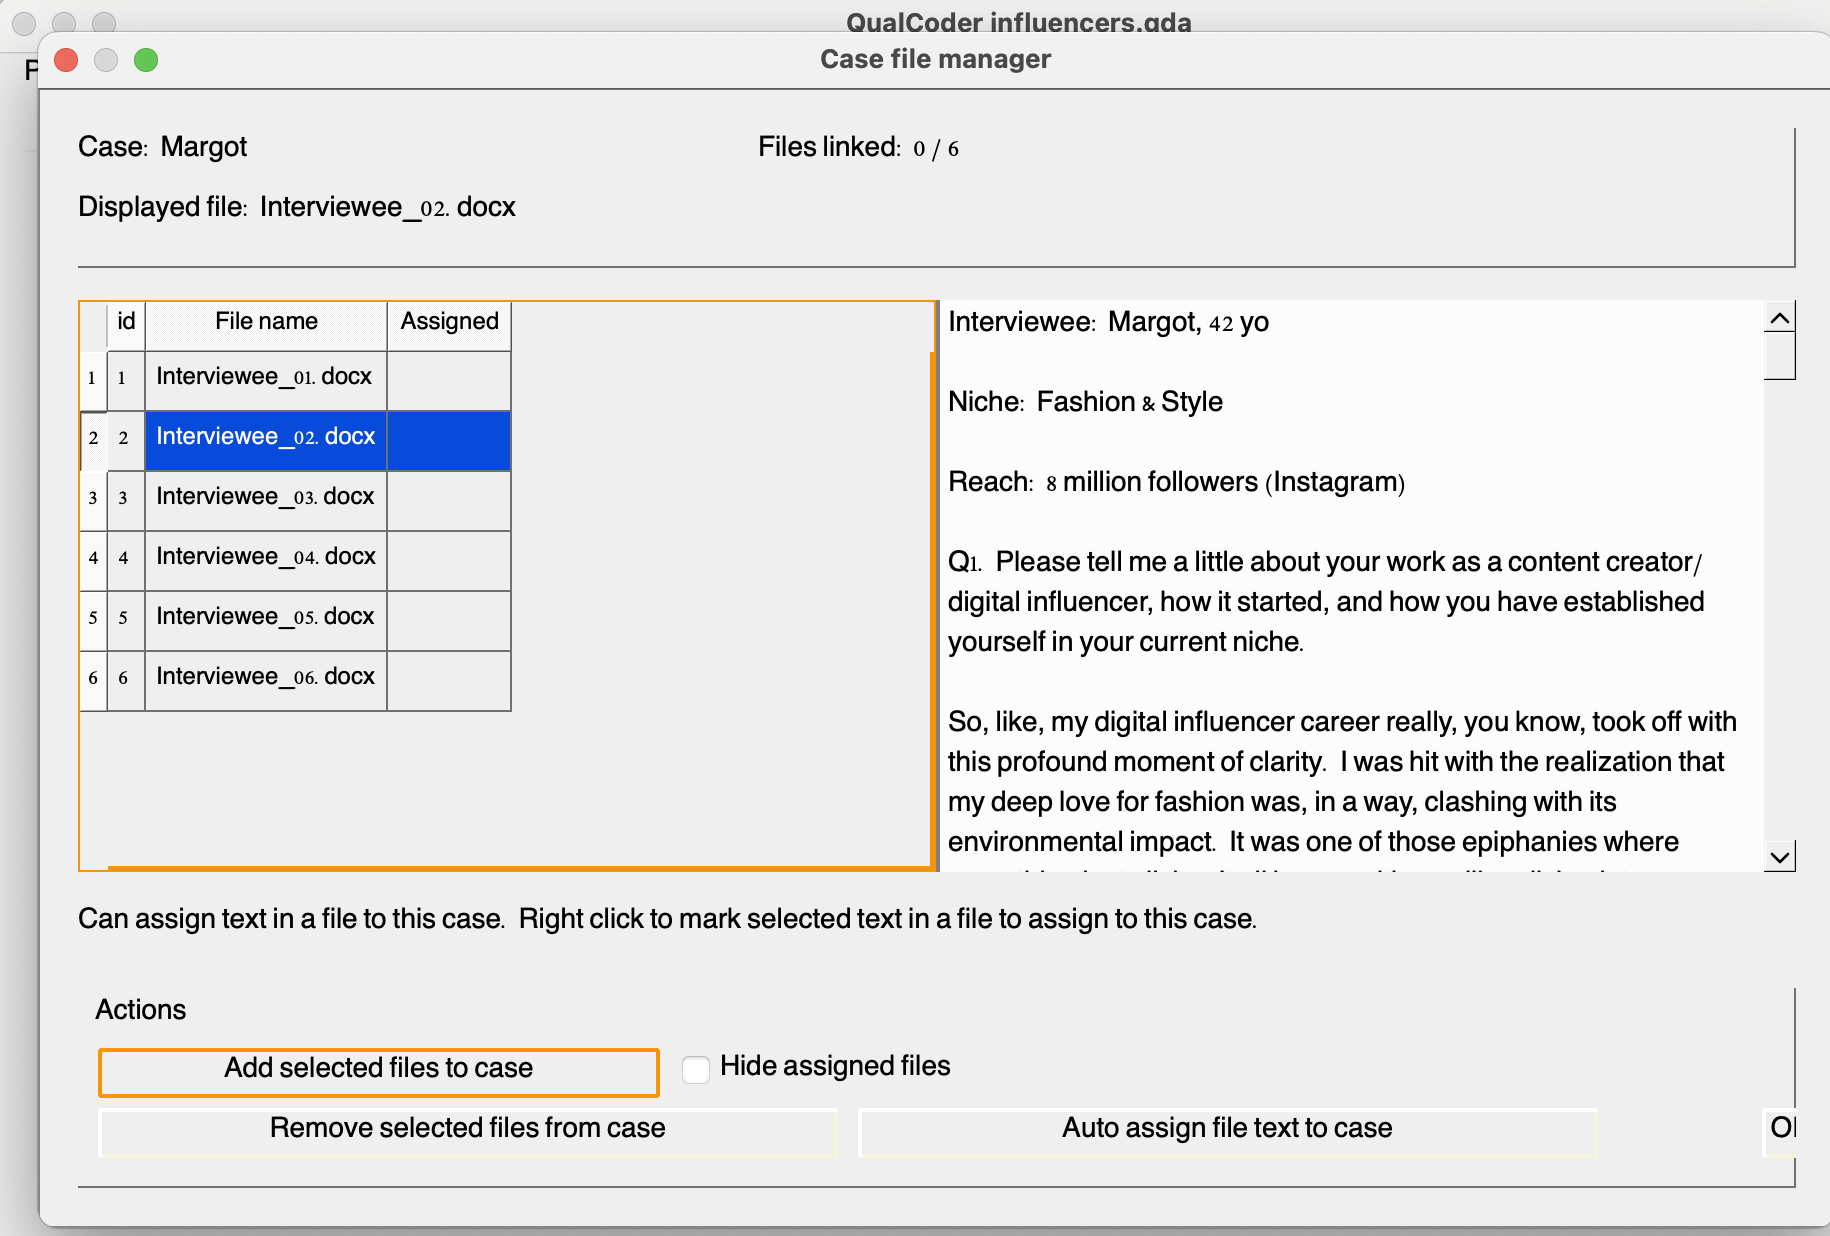 QualCoder influencers.qda
Case file manager
Case: Margot
Files linked: 0 / 6
Displayed file: Interviewee_02. docx
id File name Assigned
1 1 Interviewee_01. docx
2 2 Interviewee_02. docx
3 3 Interviewee_03. docx
4 4 Interviewee_04. docx
5 5 Interviewee_05. docx
6 6 Interviewee_06. docx
Interviewee: Margot, 42 yo
Niche: Fashion & Style
Reach: 8 million followers (Instagram)
Q1. Please tell me a little about your work as a content creator/
digital influencer, how it started, and how you have established
yourself in your current niche.
So, like, my digital influencer career really, you know, took off with
this profound moment of clarity. I was hit with the realization that
my deep love for fashion was, in a way, clashing with its
environmental impact. It was one of those epiphanies where
Can assign text in a file to this case. Right click to mark selected text in a file to assign to this case.
Actions
Add selected files to case
Hide assigned files
Remove selected files from case
Auto assign file text to case